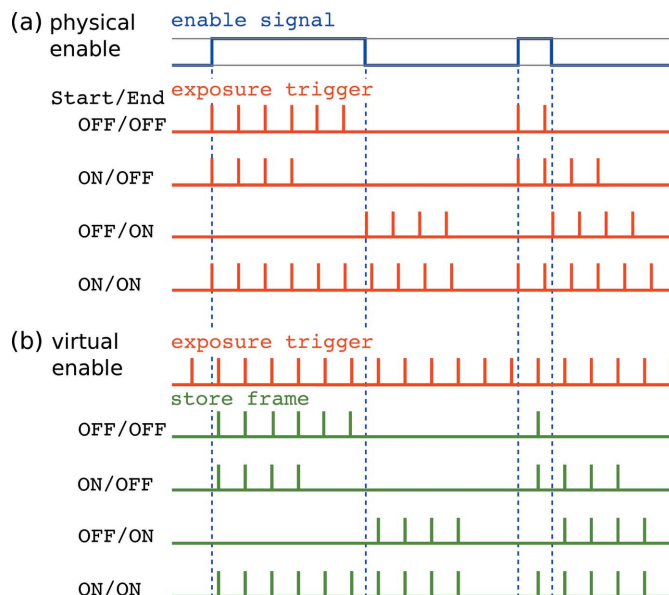 (a) physical enable
enable signal
Start/End
exposure trigger
OFF/OFF
ON/OFF
OFF/ON
ON/ON
(b) virtual enable
exposure trigger
store frame
OFF/OFF
ON/OFF
OFF/ON
ON/ON